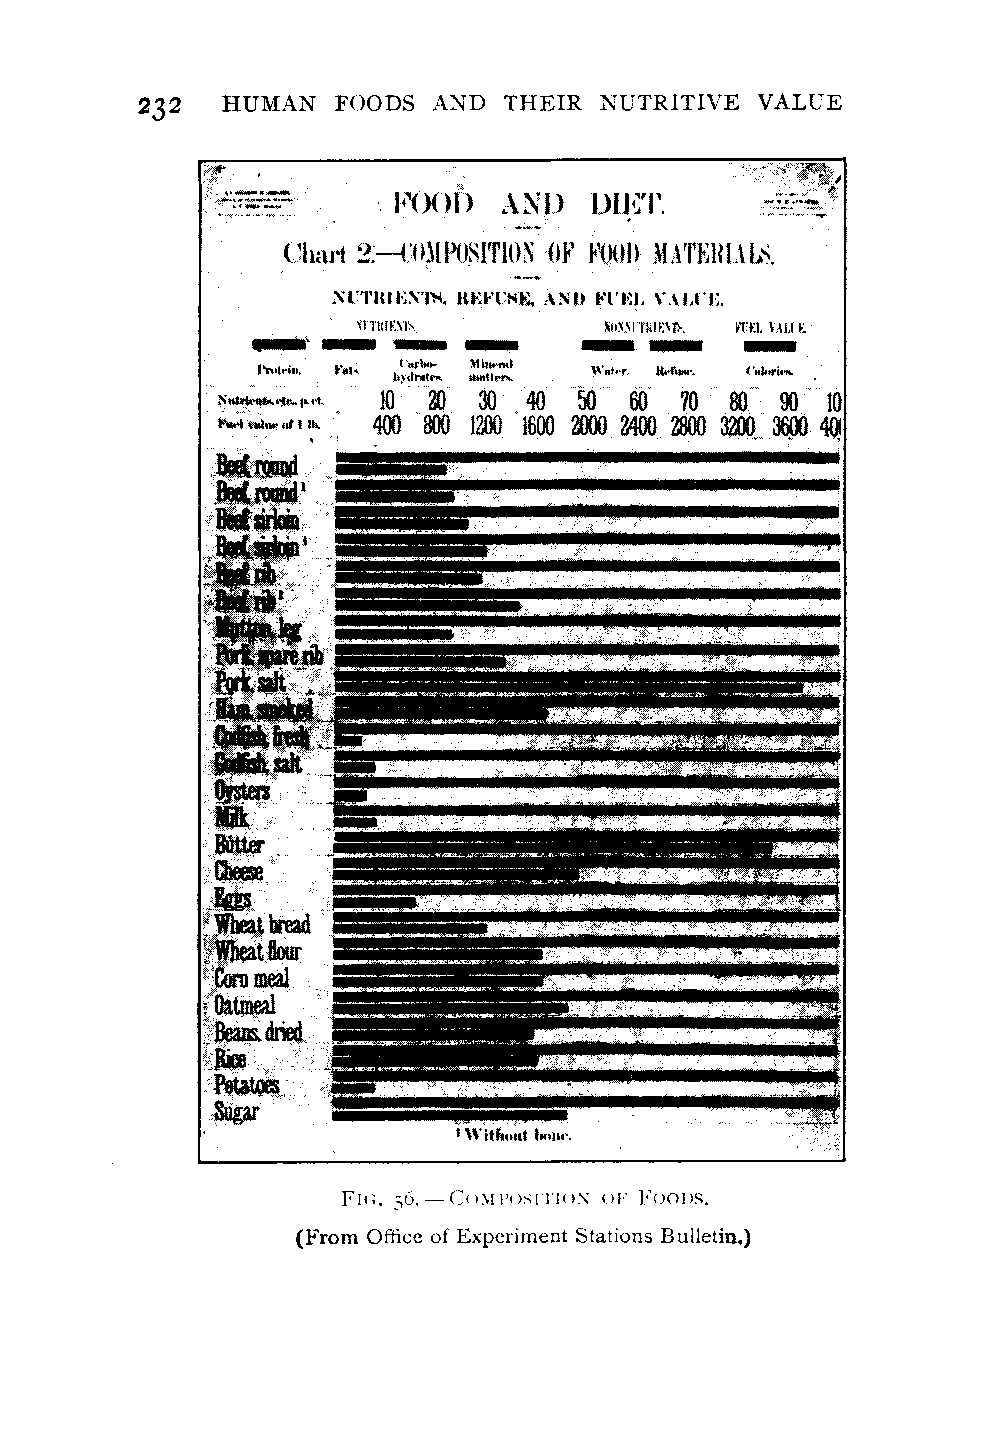 232 HUMAN FOODS AND THEIR NUTRITIVE VALUE
FOOD AND DIET.
Chart 2.—COMPOSITION OF FOOD MATERIALS.
NUTRIENTS, REFUSE, AND FUEL VALUE.
NUTRIENTS. NONNUTRIENTS. FUEL VALUE.
Protein. Fats. Carbo-hydrates. Mineral matters. Water. Refuse. Calories.
Nutrients, etc., p. ct. 10 20 30 40 50 60 70 80 90 10
Fuel value of 1 lb. 400 800 1200 1600 2000 2400 2800 3200 3600 40
Beef, round
Beef, round¹
Beef, sirloin
Beef, sirloin¹
Beef, rib
Beef, rib¹
Mutton, leg
Pork, spare rib
Pork, salt
Ham, smoked
Codfish, fresh
Codfish, salt
Oysters
Milk
Butter
Cheese
Eggs
Wheat bread
Wheat flour
Corn meal
Oatmeal
Beans, dried
Rice
Potatoes
Sugar
¹ Without bone.
FIG. 56.—COMPOSITION OF FOODS.
(From Office of Experiment Stations Bulletin.)